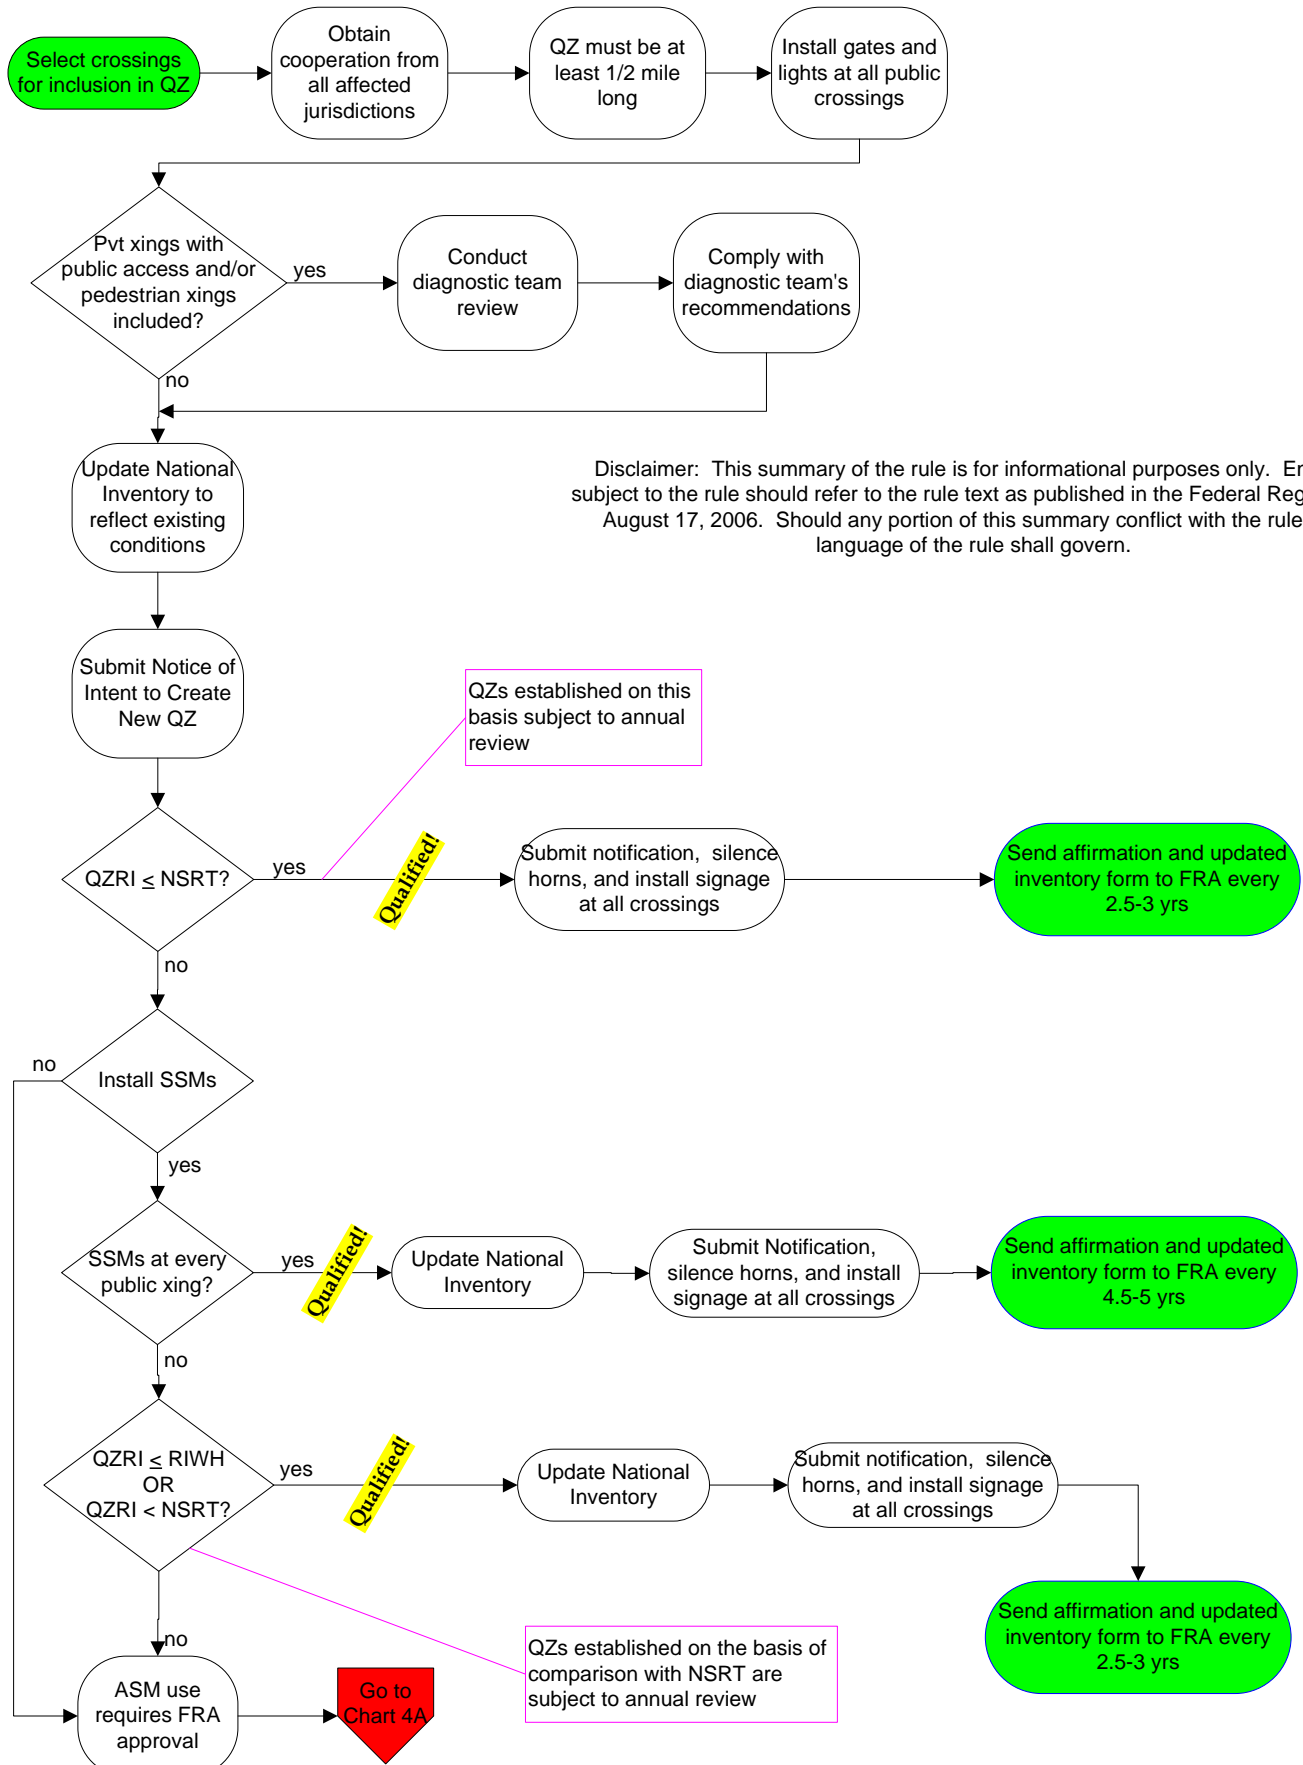 Select crossings
for inclusion in QZ
Obtain
cooperation from
all affected
jurisdictions
QZ must be at
least 1/2 mile
long
Install gates and
lights at all public
crossings
Pvt xings with
public access and/or
pedestrian xings
included?
yes
Conduct
diagnostic team
review
Comply with
diagnostic team's
recommendations
no
Update National
Inventory to
reflect existing
conditions
Disclaimer: This summary of the rule is for informational purposes only.
subject to the rule should refer to the rule text as published in the Federal
August 17, 2006. Should any portion of this summary conflict with the rule
language of the rule shall govern.
Submit Notice of
Intent to Create
New QZ
QZs established on this
basis subject to annual
review
QZRI ≤ NSRT?
yes
Qualified!
Submit notification, silence
horns, and install signage
at all crossings
Send affirmation and updated
inventory form to FRA every
2.5-3 yrs
no
Install SSMs
no
yes
SSMs at every
public xing?
yes
Qualified!
Update National
Inventory
Submit Notification,
silence horns, and install
signage at all crossings
Send affirmation and updated
inventory form to FRA every
4.5-5 yrs
no
QZRI ≤ RIWH
OR
QZRI < NSRT?
yes
Qualified!
Update National
Inventory
Submit notification, silence
horns, and install signage
at all crossings
Send affirmation and updated
inventory form to FRA every
2.5-3 yrs
no
QZs established on the basis of
comparison with NSRT are
subject to annual review
ASM use
requires FRA
approval
Go to
Chart 4A